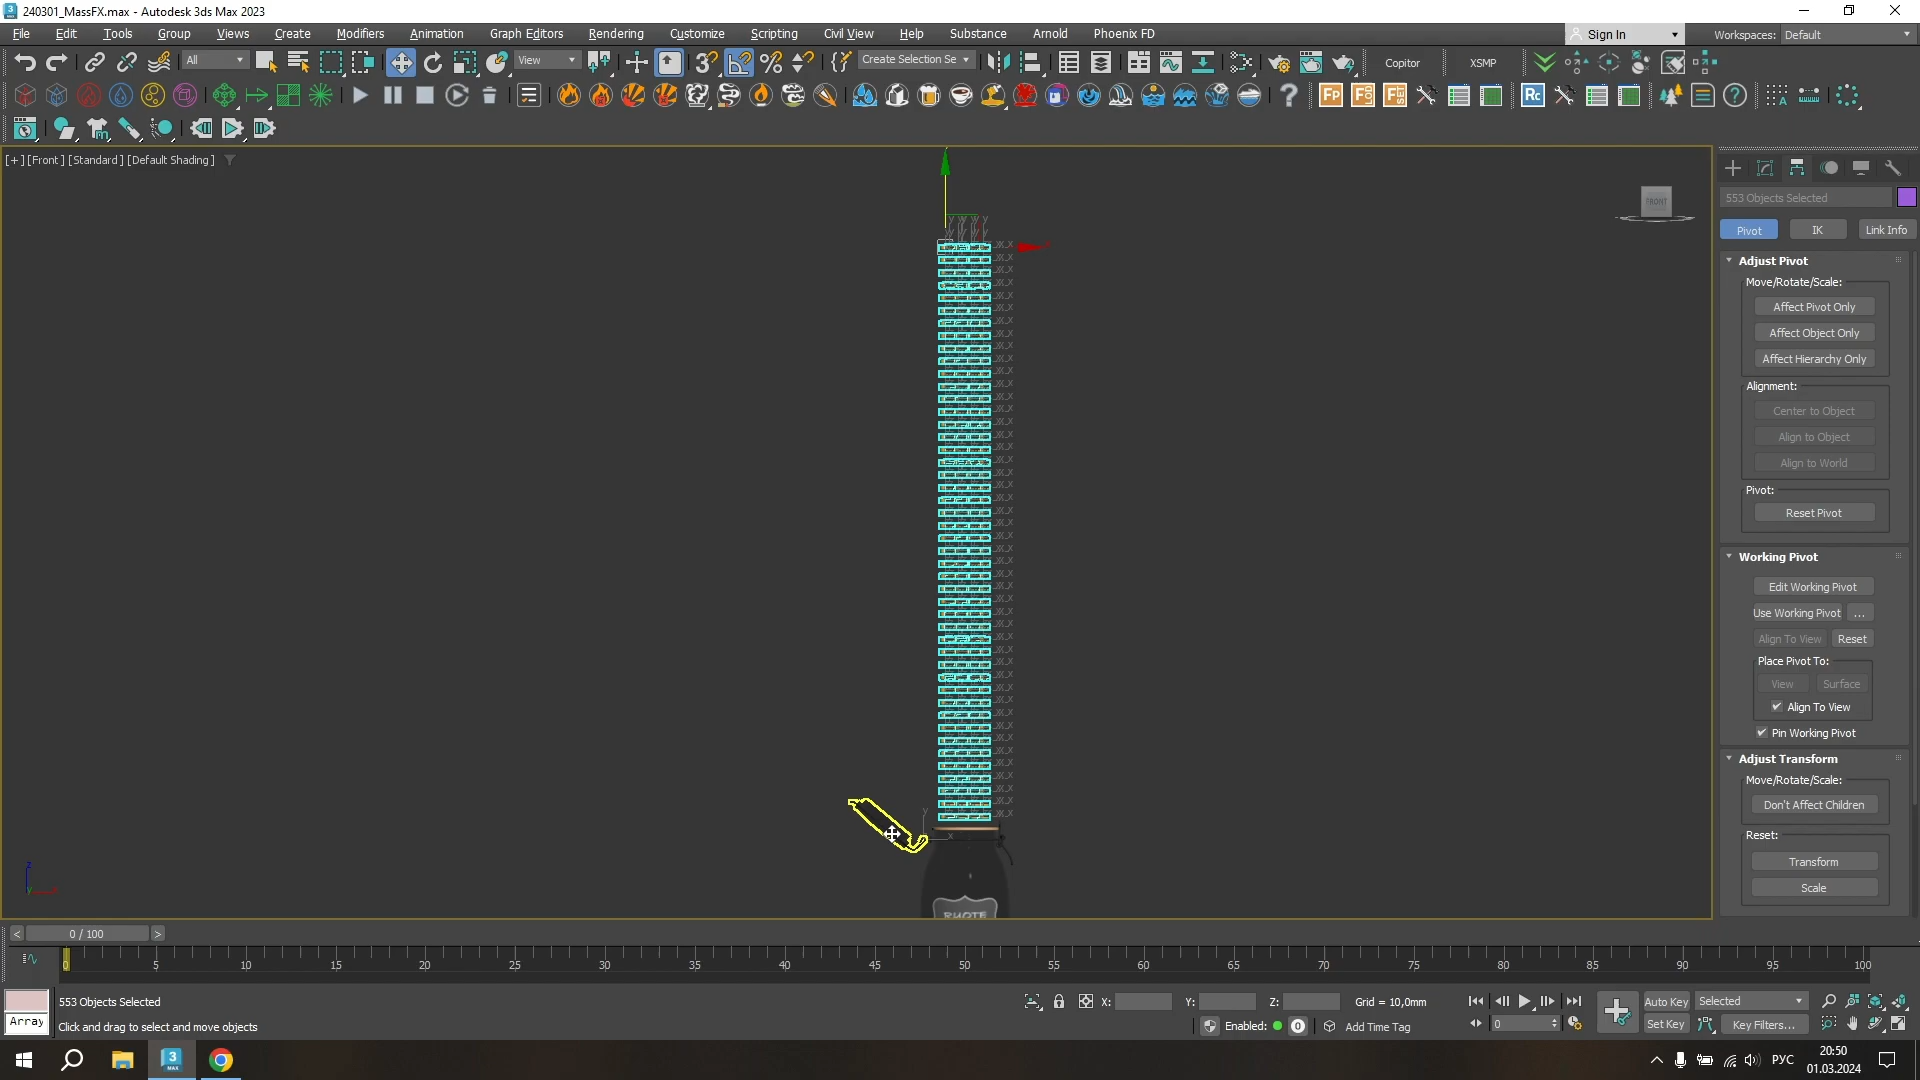 240301_MassFX.max - Autodesk 3ds Max 2023
File Edit Tools Group Views Create Modifiers Animation Graph Editors Rendering Customize Scripting Civil View Help Substance Arnold Phoenix FD Sign In Workspaces: Default
All View Create Selection Se Copitor XSMP
[+] [Front] [Standard] [Default Shading]
FRONT
553 Objects Selected
Pivot IK Link Info
Adjust Pivot
Move/Rotate/Scale:
Affect Pivot Only
Affect Object Only
Affect Hierarchy Only
Alignment:
Center to Object
Align to Object
Align to World
Pivot:
Reset Pivot
Working Pivot
Edit Working Pivot
Use Working Pivot ...
Align To View Reset
Place Pivot To:
View Surface
Align To View
Pin Working Pivot
Adjust Transform
Move/Rotate/Scale:
Don't Affect Children
Reset:
Transform
Scale
< 0 / 100 >
0 5 10 15 20 25 30 35 40 45 50 55 60 65 70 75 80 85 90 95 100
553 Objects Selected X: Y: Z: Grid = 10,0mm Auto Key Selected
Array
Click and drag to select and move objects Enabled: 0 Add Time Tag 0 Set Key Key Filters...
РУС
20:50
01.03.2024